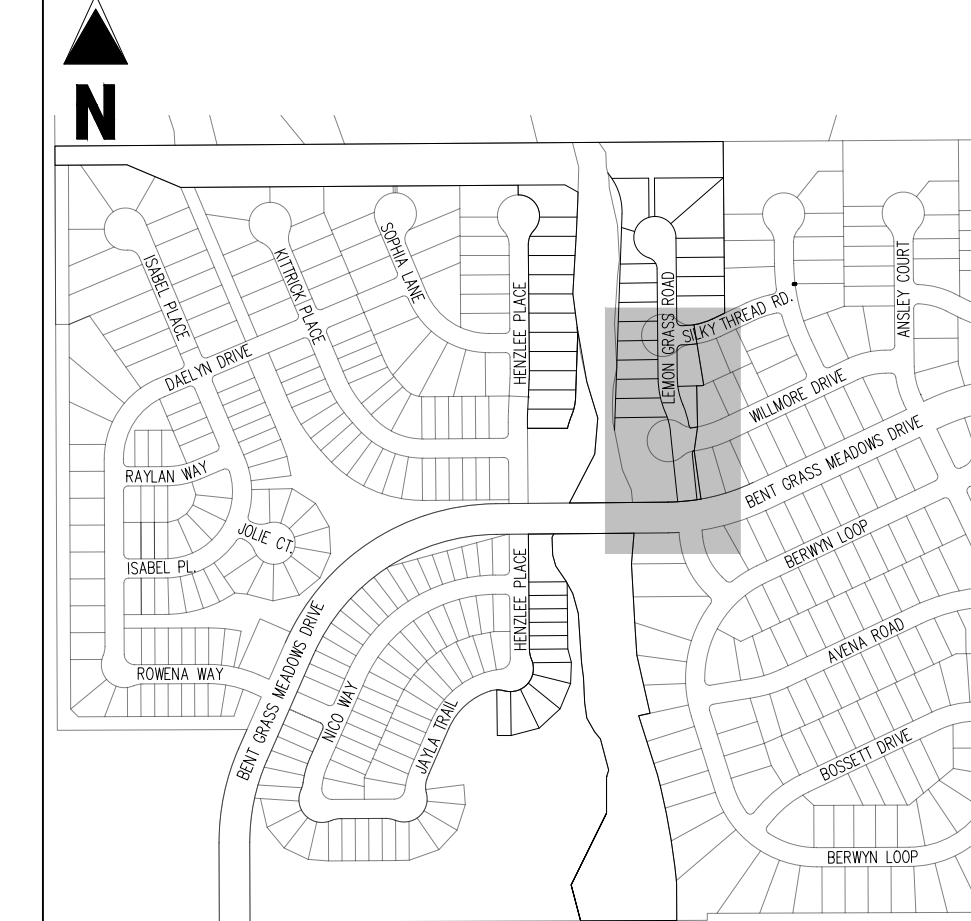 N
ISABEL PLACE
KITTRICK PLACE
SOPHIA LANE
HENZLEE PLACE
LEMON GRASS ROAD
SILKY THREAD RD.
ANSLEY COURT
DAELYN DRIVE
WILLMORE DRIVE
BENT GRASS MEADOWS DRIVE
RAYLAN WAY
JOLIE CT.
ISABEL PL.
BERWYN LOOP
HENZLEE PLACE
AVENA ROAD
ROWENA WAY
BENT GRASS MEADOWS DRIVE
NICO WAY
JAYLA TRAIL
BOSSETT DRIVE
BERWYN LOOP